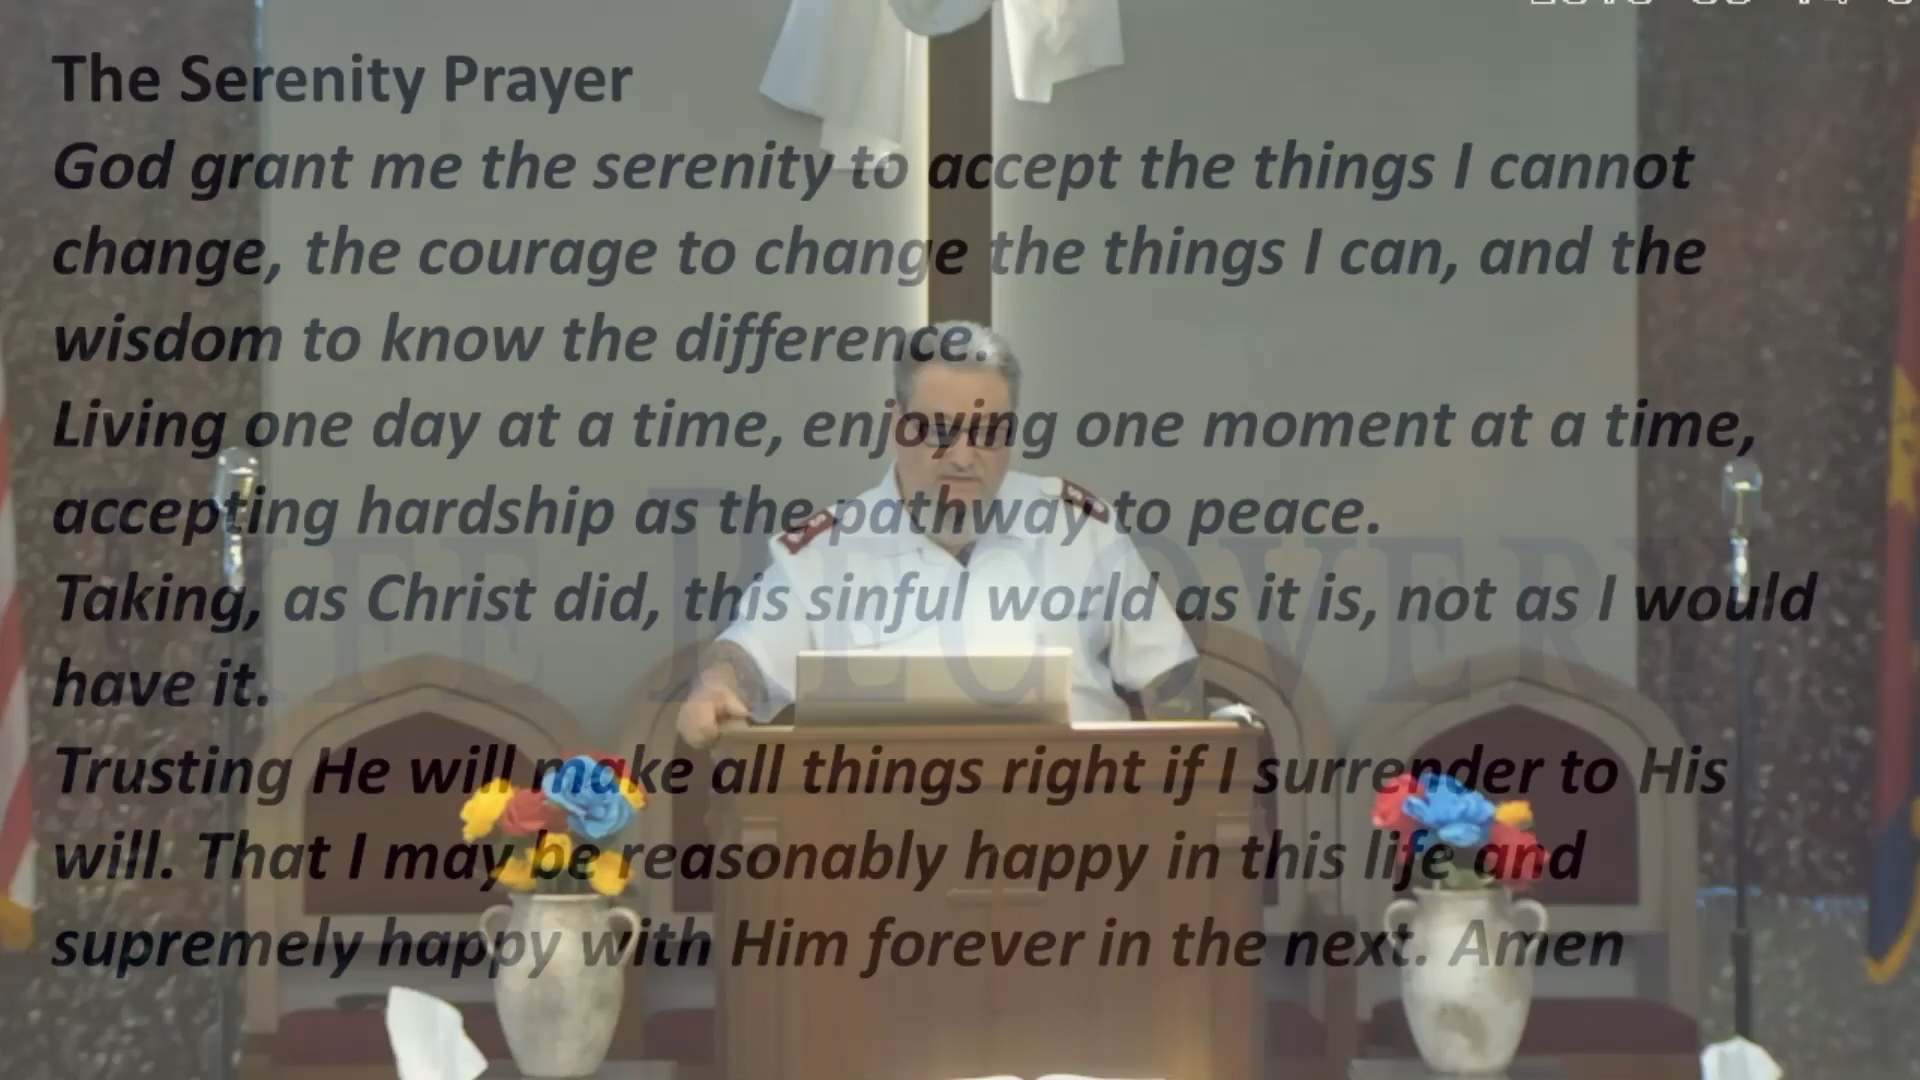 The Serenity Prayer
God grant me the serenity to accept the things I cannot
change, the courage to change the things I can, and the
wisdom to know the difference.
Living one day at a time, enjoying one moment at a time,
accepting hardship as the pathway to peace.
Taking, as Christ did, this sinful world as it is, not as I would
have it.
LIFE RECOVERY
Trusting He will make all things right if I surrender to His
will. That I may be reasonably happy in this life and
supremely happy with Him forever in the next. Amen